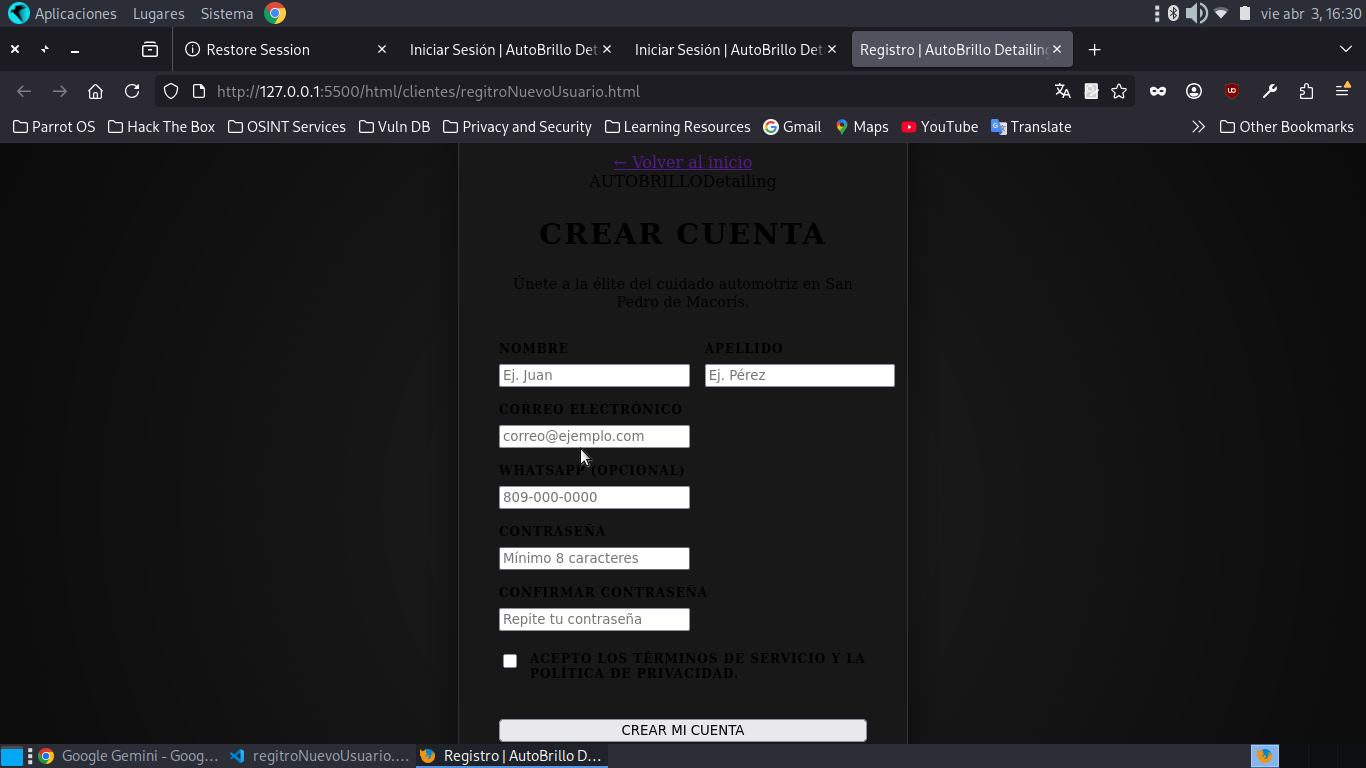 Aplicaciones Lugares Sistema vie abr 3, 16:30
Restore Session Iniciar Sesión | AutoBrillo Det Iniciar Sesión | AutoBrillo Det Registro | AutoBrillo Detailing
http://127.0.0.1:5500/html/clientes/regitroNuevoUsuario.html
Parrot OS Hack The Box OSINT Services Vuln DB Privacy and Security Learning Resources Gmail Maps YouTube Translate Other Bookmarks
← Volver al inicio
AUTOBRILLODetailing
CREAR CUENTA
Únete a la élite del cuidado automotriz en San
Pedro de Macorís.
NOMBRE APELLIDO
Ej. Juan Ej. Pérez
CORREO ELECTRÓNICO
correo@ejemplo.com
WHATSAPP (OPCIONAL)
809-000-0000
CONTRASEÑA
Mínimo 8 caracteres
CONFIRMAR CONTRASEÑA
Repite tu contraseña
ACEPTO LOS TÉRMINOS DE SERVICIO Y LA
POLÍTICA DE PRIVACIDAD.
CREAR MI CUENTA
Google Gemini - Goog... regitroNuevoUsuario.... Registro | AutoBrillo D...